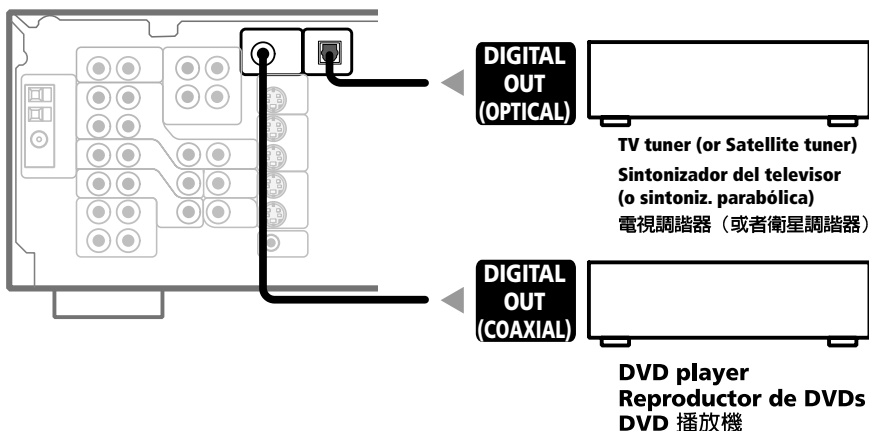 DIGITAL
OUT
(OPTICAL)
TV tuner (or Satellite tuner)
Sintonizador del televisor
(o sintoniz. parabólica)
電視調諧器（或者衛星調諧器）
DIGITAL
OUT
(COAXIAL)
DVD player
Reproductor de DVDs
DVD 播放機